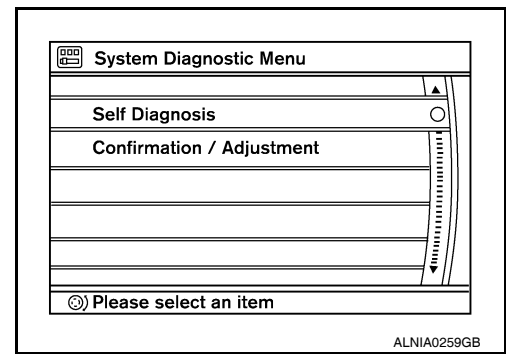 System Diagnostic Menu
Self Diagnosis
Confirmation / Adjustment
Please select an item
ALNIA0259GB